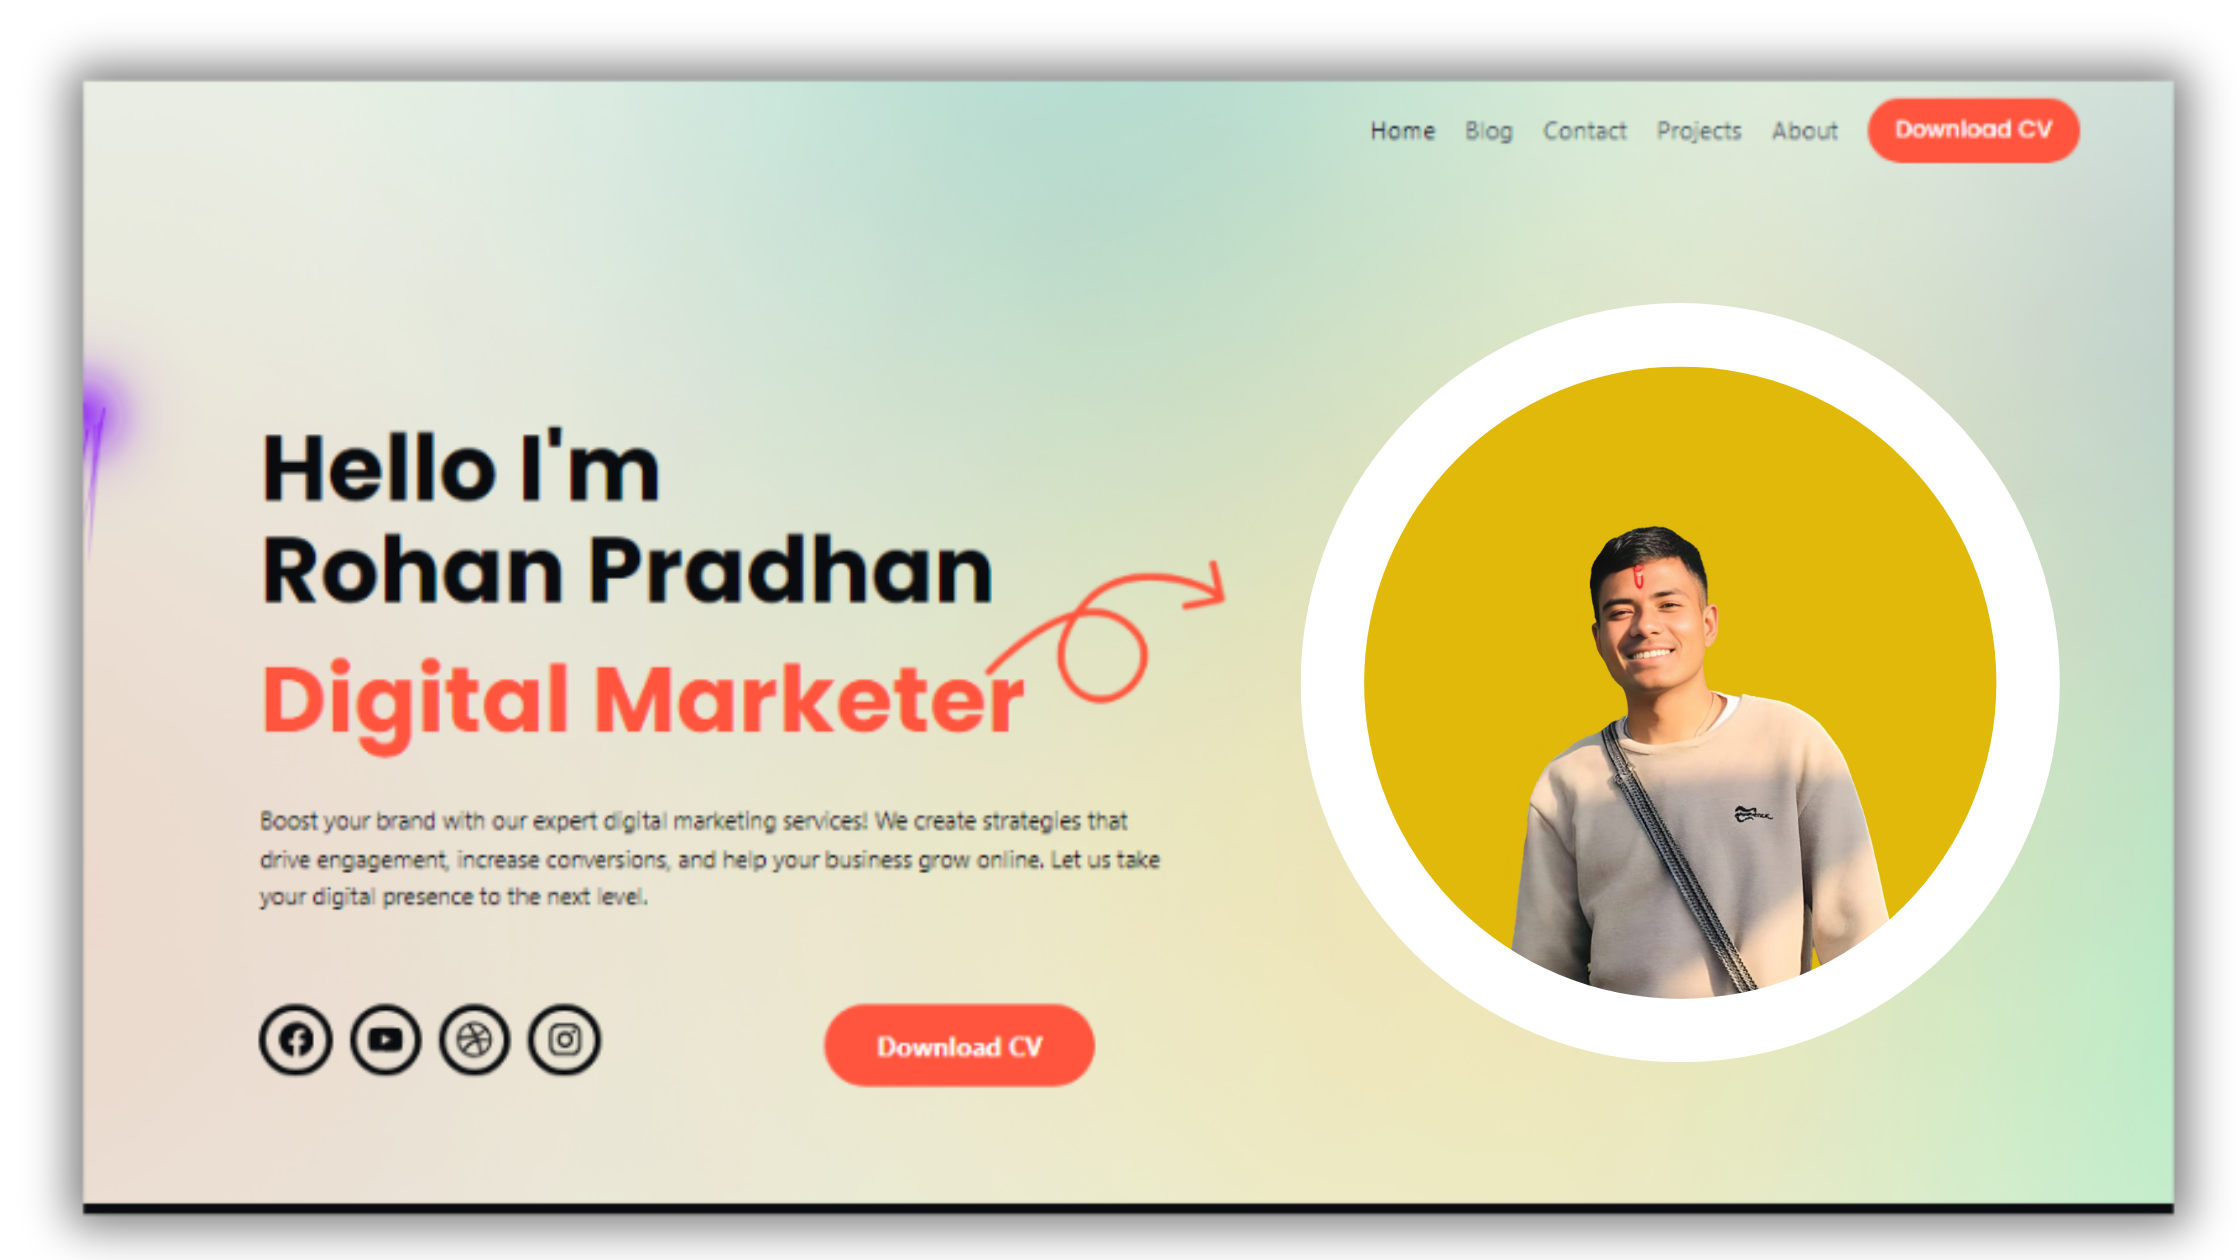 Home Blog Contact Projects About Download CV
Hello I'm
Rohan Pradhan
Digital Marketer
Boost your brand with our expert digital marketing services! We create strategies that
drive engagement, increase conversions, and help your business grow online. Let us take
your digital presence to the next level.
Download CV